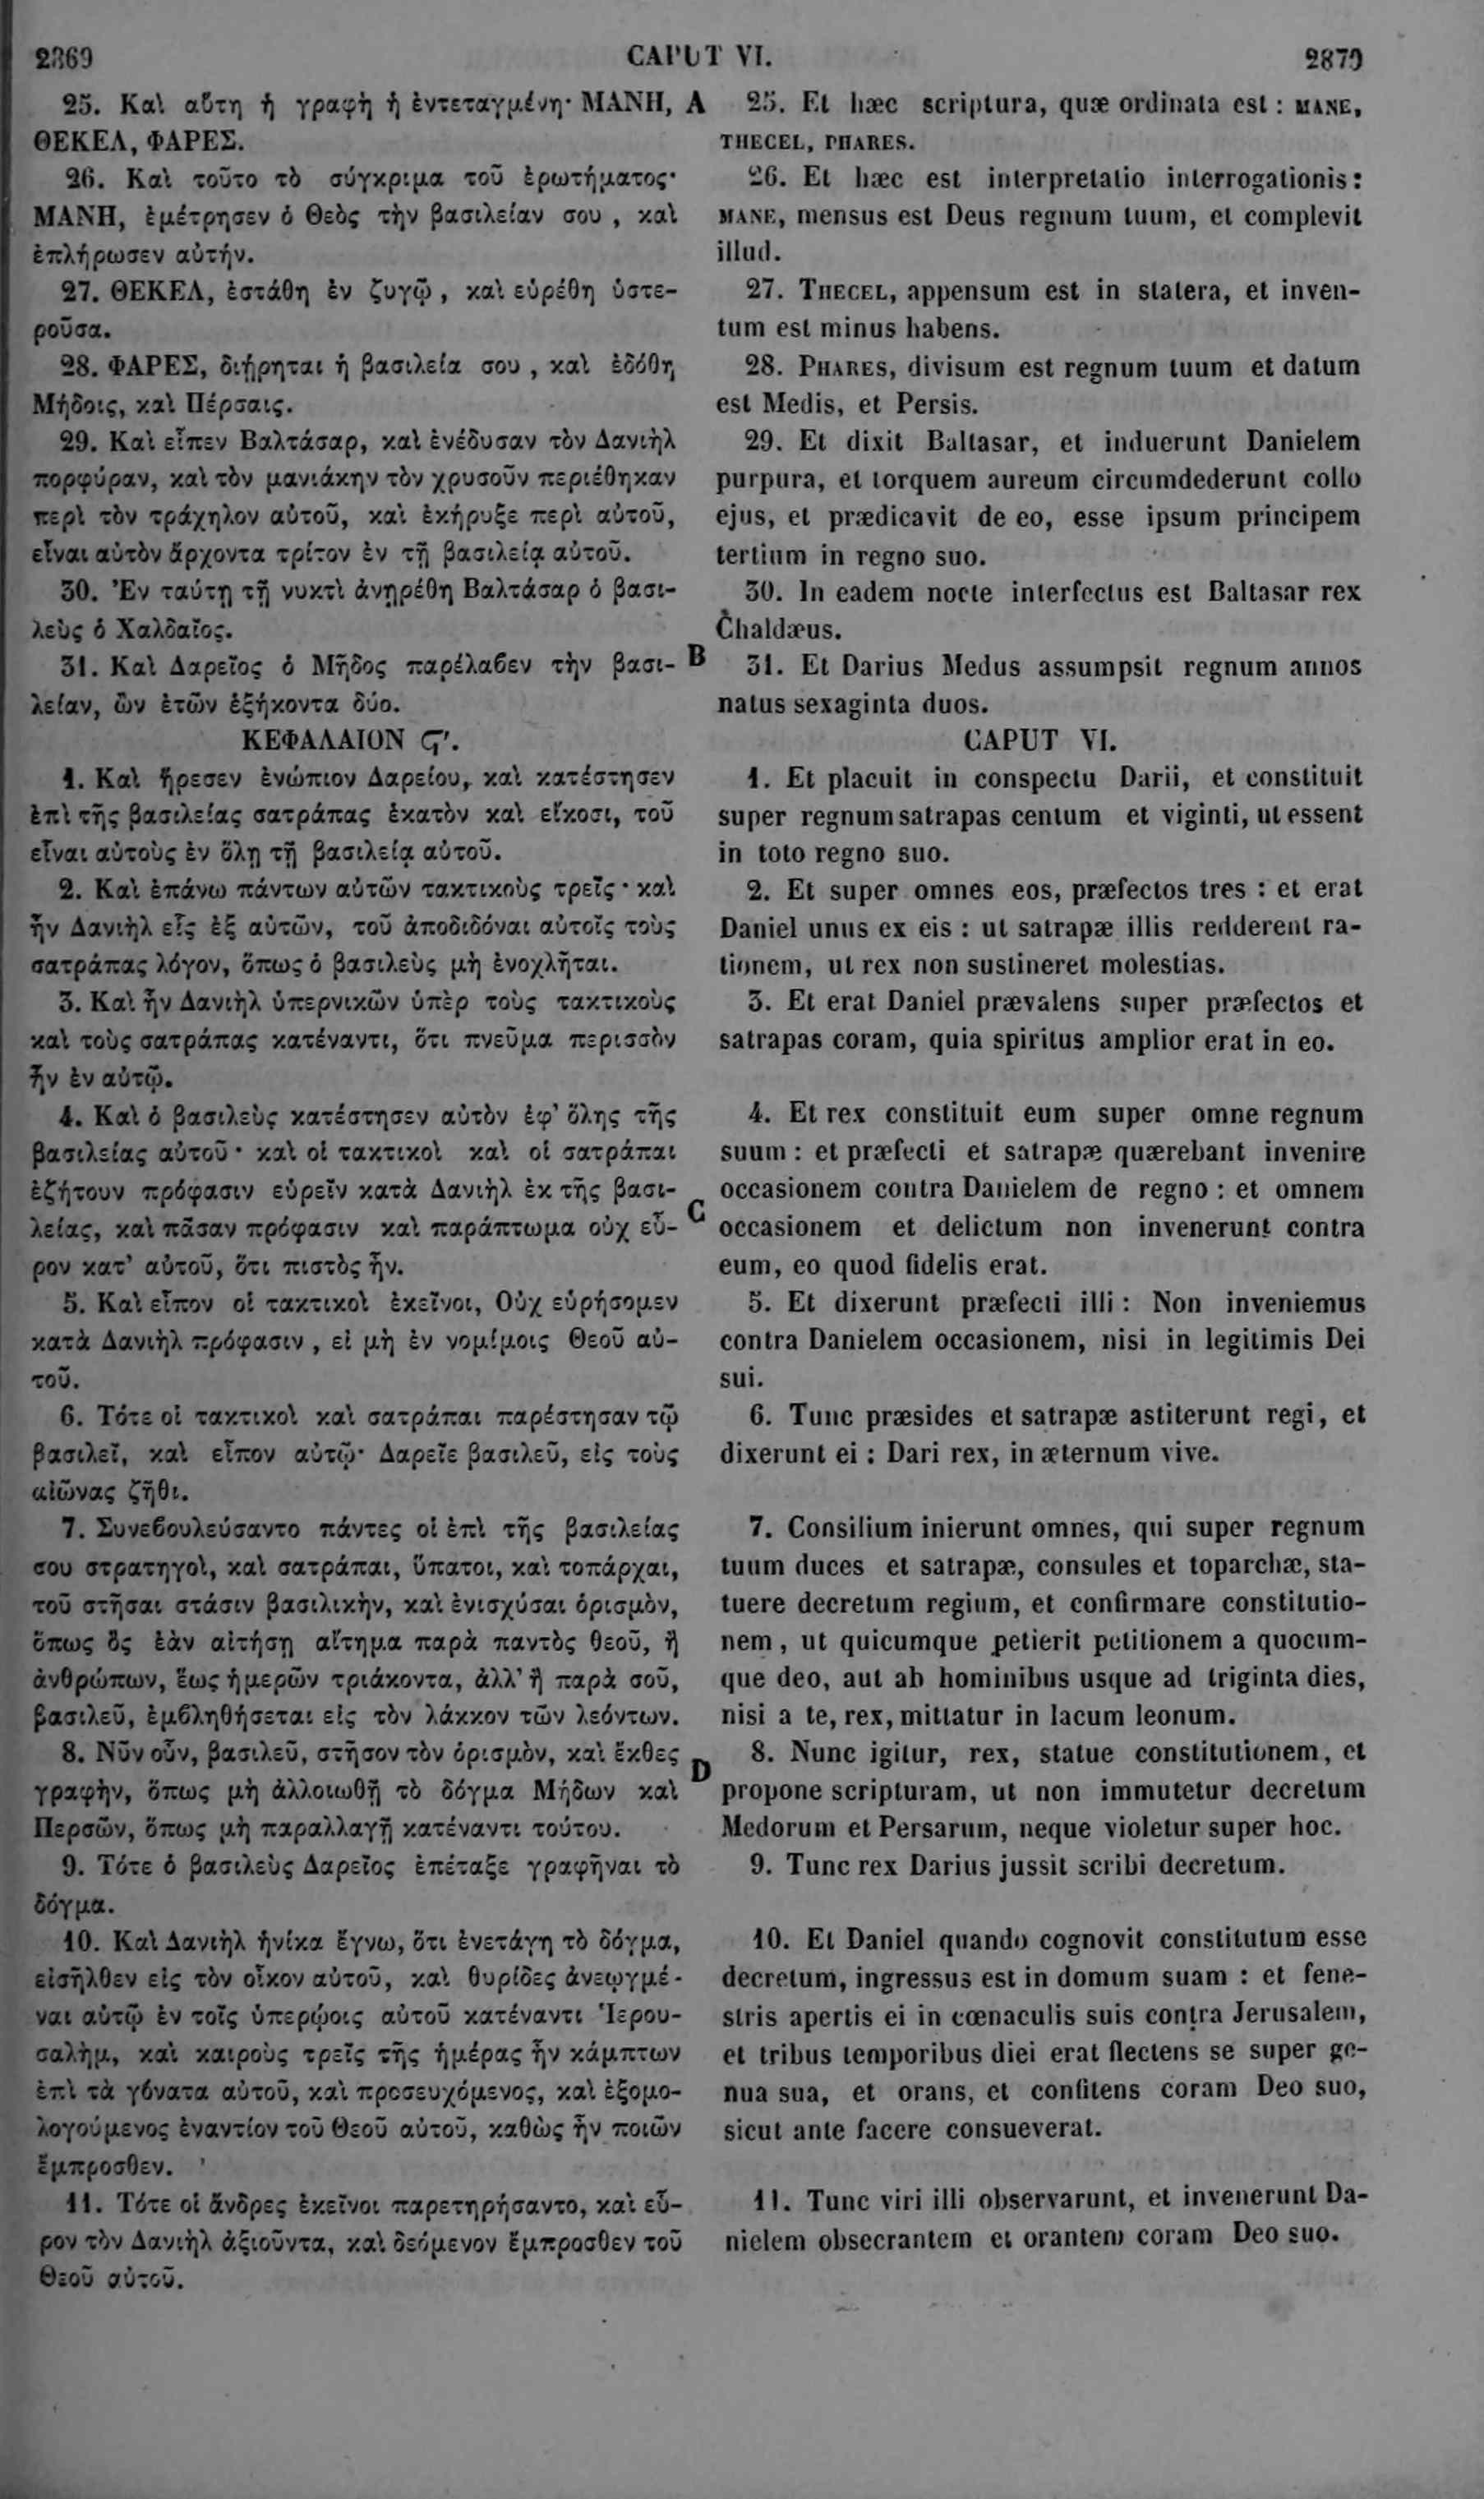 2869
CAPUT VI.
2870
25. Καὶ αὕτη ἡ γραφὴ ἡ ἐντεταγμένη· ΜΑΝΗ,
ΘΕΚΕΛ, ΦΑΡΕΣ.
26. Καὶ τοῦτο τὸ σύγκριμα τοῦ ἐρωτήματος·
ΜΑΝΗ, ἐμέτρησεν ὁ Θεὸς τὴν βασιλείαν σου, καὶ
ἐπλήρωσεν αὐτήν.
27. ΘΕΚΕΛ, ἐστάθη ἐν ζυγῷ, καὶ εὑρέθη ὑστε-
ροῦσα.
28. ΦΑΡΕΣ, διῄρηται ἡ βασιλεία σου, καὶ ἐδόθη
Μήδοις, καὶ Πέρσαις.
29. Καὶ εἶπεν Βαλτάσαρ, καὶ ἐνέδυσαν τὸν Δανιὴλ
πορφύραν, καὶ τὸν μανιάκην τὸν χρυσοῦν περιέθηκαν
περὶ τὸν τράχηλον αὐτοῦ, καὶ ἐκήρυξε περὶ αὐτοῦ,
εἶναι αὐτὸν ἄρχοντα τρίτον ἐν τῇ βασιλείᾳ αὐτοῦ.
30. Ἐν ταύτῃ τῇ νυκτὶ ἀνῃρέθη Βαλτάσαρ ὁ βασι-
λεὺς ὁ Χαλδαῖος.
31. Καὶ Δαρεῖος ὁ Μῆδος παρέλαβεν τὴν βασι-
λείαν, ὢν ἐτῶν ἑξήκοντα δύο.
ΚΕΦΑΛΑΙΟΝ Ϛʹ.
1. Καὶ ἤρεσεν ἐνώπιον Δαρείου, καὶ κατέστησεν
ἐπὶ τῆς βασιλείας σατράπας ἑκατὸν καὶ εἴκοσι, τοῦ
εἶναι αὐτοὺς ἐν ὅλῃ τῇ βασιλείᾳ αὐτοῦ.
2. Καὶ ἐπάνω πάντων αὐτῶν τακτικοὺς τρεῖς· καὶ
ἦν Δανιὴλ εἷς ἐξ αὐτῶν, τοῦ ἀποδιδόναι αὐτοῖς τοὺς
σατράπας λόγον, ὅπως ὁ βασιλεὺς μὴ ἐνοχλῆται.
3. Καὶ ἦν Δανιὴλ ὑπερνικῶν ὑπὲρ τοὺς τακτικοὺς
καὶ τοὺς σατράπας κατέναντι, ὅτι πνεῦμα περισσὸν
ἦν ἐν αὐτῷ.
4. Καὶ ὁ βασιλεὺς κατέστησεν αὐτὸν ἐφ' ὅλης τῆς
βασιλείας αὐτοῦ· καὶ οἱ τακτικοὶ καὶ οἱ σατράπαι
ἐζήτουν πρόφασιν εὑρεῖν κατὰ Δανιὴλ ἐκ τῆς βασι-
λείας, καὶ πᾶσαν πρόφασιν καὶ παράπτωμα οὐχ εὗ-
ρον κατ' αὐτοῦ, ὅτι πιστὸς ἦν.
5. Καὶ εἶπον οἱ τακτικοὶ ἐκεῖνοι, Οὐχ εὑρήσομεν
κατὰ Δανιὴλ πρόφασιν, εἰ μὴ ἐν νομίμοις Θεοῦ αὐ-
τοῦ.
6. Τότε οἱ τακτικοὶ καὶ σατράπαι παρέστησαν τῷ
βασιλεῖ, καὶ εἶπον αὐτῷ· Δαρεῖε βασιλεῦ, εἰς τοὺς
αἰῶνας ζῆθι.
7. Συνεβουλεύσαντο πάντες οἱ ἐπὶ τῆς βασιλείας
σου στρατηγοὶ, καὶ σατράπαι, ὕπατοι, καὶ τοπάρχαι,
τοῦ στῆσαι στάσιν βασιλικὴν, καὶ ἐνισχύσαι ὁρισμὸν,
ὅπως ὃς ἐὰν αἰτήσῃ αἴτημα παρὰ παντὸς θεοῦ, ἢ
ἀνθρώπων, ἕως ἡμερῶν τριάκοντα, ἀλλ' ἢ παρὰ σοῦ,
βασιλεῦ, ἐμβληθήσεται εἰς τὸν λάκκον τῶν λεόντων.
8. Νῦν οὖν, βασιλεῦ, στῆσον τὸν ὁρισμὸν, καὶ ἔκθες
γραφὴν, ὅπως μὴ ἀλλοιωθῇ τὸ δόγμα Μήδων καὶ
Περσῶν, ὅπως μὴ παραλλαγῇ κατέναντι τούτου.
9. Τότε ὁ βασιλεὺς Δαρεῖος ἐπέταξε γραφῆναι τὸ
δόγμα.
10. Καὶ Δανιὴλ ἡνίκα ἔγνω, ὅτι ἐνετάγη τὸ δόγμα,
εἰσῆλθεν εἰς τὸν οἶκον αὐτοῦ, καὶ θυρίδες ἀνεῳγμέ-
ναι αὐτῷ ἐν τοῖς ὑπερῴοις αὐτοῦ κατέναντι Ἱερου-
σαλὴμ, καὶ καιροὺς τρεῖς τῆς ἡμέρας ἦν κάμπτων
ἐπὶ τὰ γόνατα αὐτοῦ, καὶ προσευχόμενος, καὶ ἐξομο-
λογούμενος ἐναντίον τοῦ Θεοῦ αὐτοῦ, καθὼς ἦν ποιῶν
ἔμπροσθεν.
11. Τότε οἱ ἄνδρες ἐκεῖνοι παρετηρήσαντο, καὶ εὗ-
ρον τὸν Δανιὴλ ἀξιοῦντα, καὶ δεόμενον ἔμπροσθεν τοῦ
Θεοῦ αὐτοῦ.
A
B
C
D
25. Et hæc scriptura, quæ ordinata est : MANE,
THECEL, PHARES.
26. Et hæc est interpretatio interrogationis:
MANE, mensus est Deus regnum tuum, et complevit
illud.
27. THECEL, appensum est in statera, et inven-
tum est minus habens.
28. PHARES, divisum est regnum tuum et datum
est Medis, et Persis.
29. Et dixit Baltasar, et induerunt Danielem
purpura, et torquem aureum circumdederunt collo
ejus, et prædicavit de eo, esse ipsum principem
tertium in regno suo.
30. In eadem nocte interfectus est Baltasar rex
Chaldæus.
31. Et Darius Medus assumpsit regnum annos
natus sexaginta duos.
CAPUT VI.
1. Et placuit in conspectu Darii, et constituit
super regnum satrapas centum et viginti, ut essent
in toto regno suo.
2. Et super omnes eos, præfectos tres : et erat
Daniel unus ex eis : ut satrapæ illis redderent ra-
tionem, ut rex non sustineret molestias.
3. Et erat Daniel prævalens super præfectos et
satrapas coram, quia spiritus amplior erat in eo.
4. Et rex constituit eum super omne regnum
suum : et præfecti et satrapæ quærebant invenire
occasionem contra Danielem de regno : et omnem
occasionem et delictum non invenerunt contra
eum, eo quod fidelis erat.
5. Et dixerunt præfecti illi : Non inveniemus
contra Danielem occasionem, nisi in legitimis Dei
sui.
6. Tunc præsides et satrapæ astiterunt regi, et
dixerunt ei : Dari rex, in æternum vive.
7. Consilium inierunt omnes, qui super regnum
tuum duces et satrapæ, consules et toparchæ, sta-
tuere decretum regium, et confirmare constitutio-
nem, ut quicumque petierit petitionem a quocum-
que deo, aut ab hominibus usque ad triginta dies,
nisi a te, rex, mittatur in lacum leonum.
8. Nunc igitur, rex, statue constitutionem, et
propone scripturam, ut non immutetur decretum
Medorum et Persarum, neque violetur super hoc.
9. Tunc rex Darius jussit scribi decretum.
10. Et Daniel quando cognovit constitutum esse
decretum, ingressus est in domum suam : et fene-
stris apertis ei in cœnaculis suis contra Jerusalem,
et tribus temporibus diei erat flectens se super ge-
nua sua, et orans, et confitens coram Deo suo,
sicut ante facere consueverat.
11. Tunc viri illi observarunt, et invenerunt Da-
nielem obsecrantem et orantem coram Deo suo.